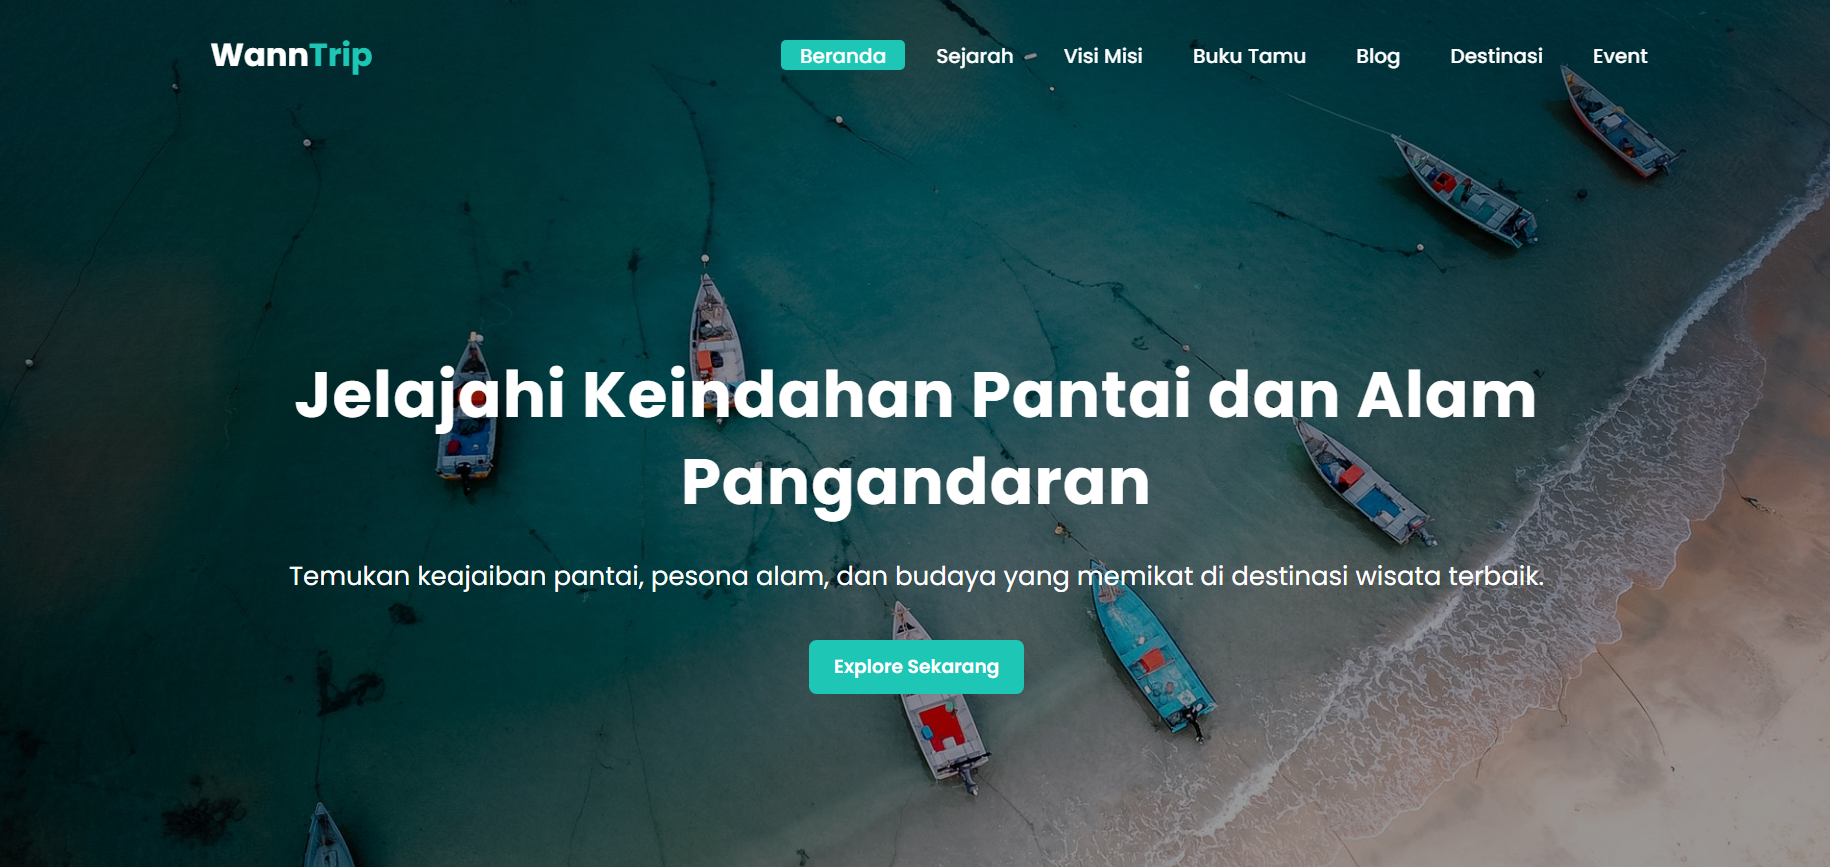 WannTrip
Beranda Sejarah Visi Misi Buku Tamu Blog Destinasi Event
Jelajahi Keindahan Pantai dan Alam
Pangandaran
Temukan keajaiban pantai, pesona alam, dan budaya yang memikat di destinasi wisata terbaik.
Explore Sekarang